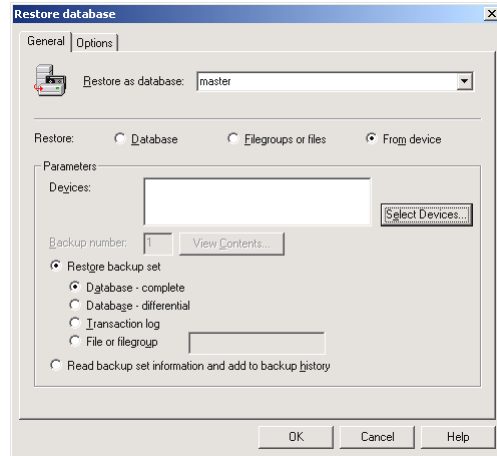 Restore database
General Options
Restore as database: master
Restore: Database Filegroups or files From device
Parameters
Devices:
Select Devices...
Backup number: 1 View Contents...
Restore backup set
Database - complete
Database - differential
Transaction log
File or filegroup
Read backup set information and add to backup history
OK Cancel Help